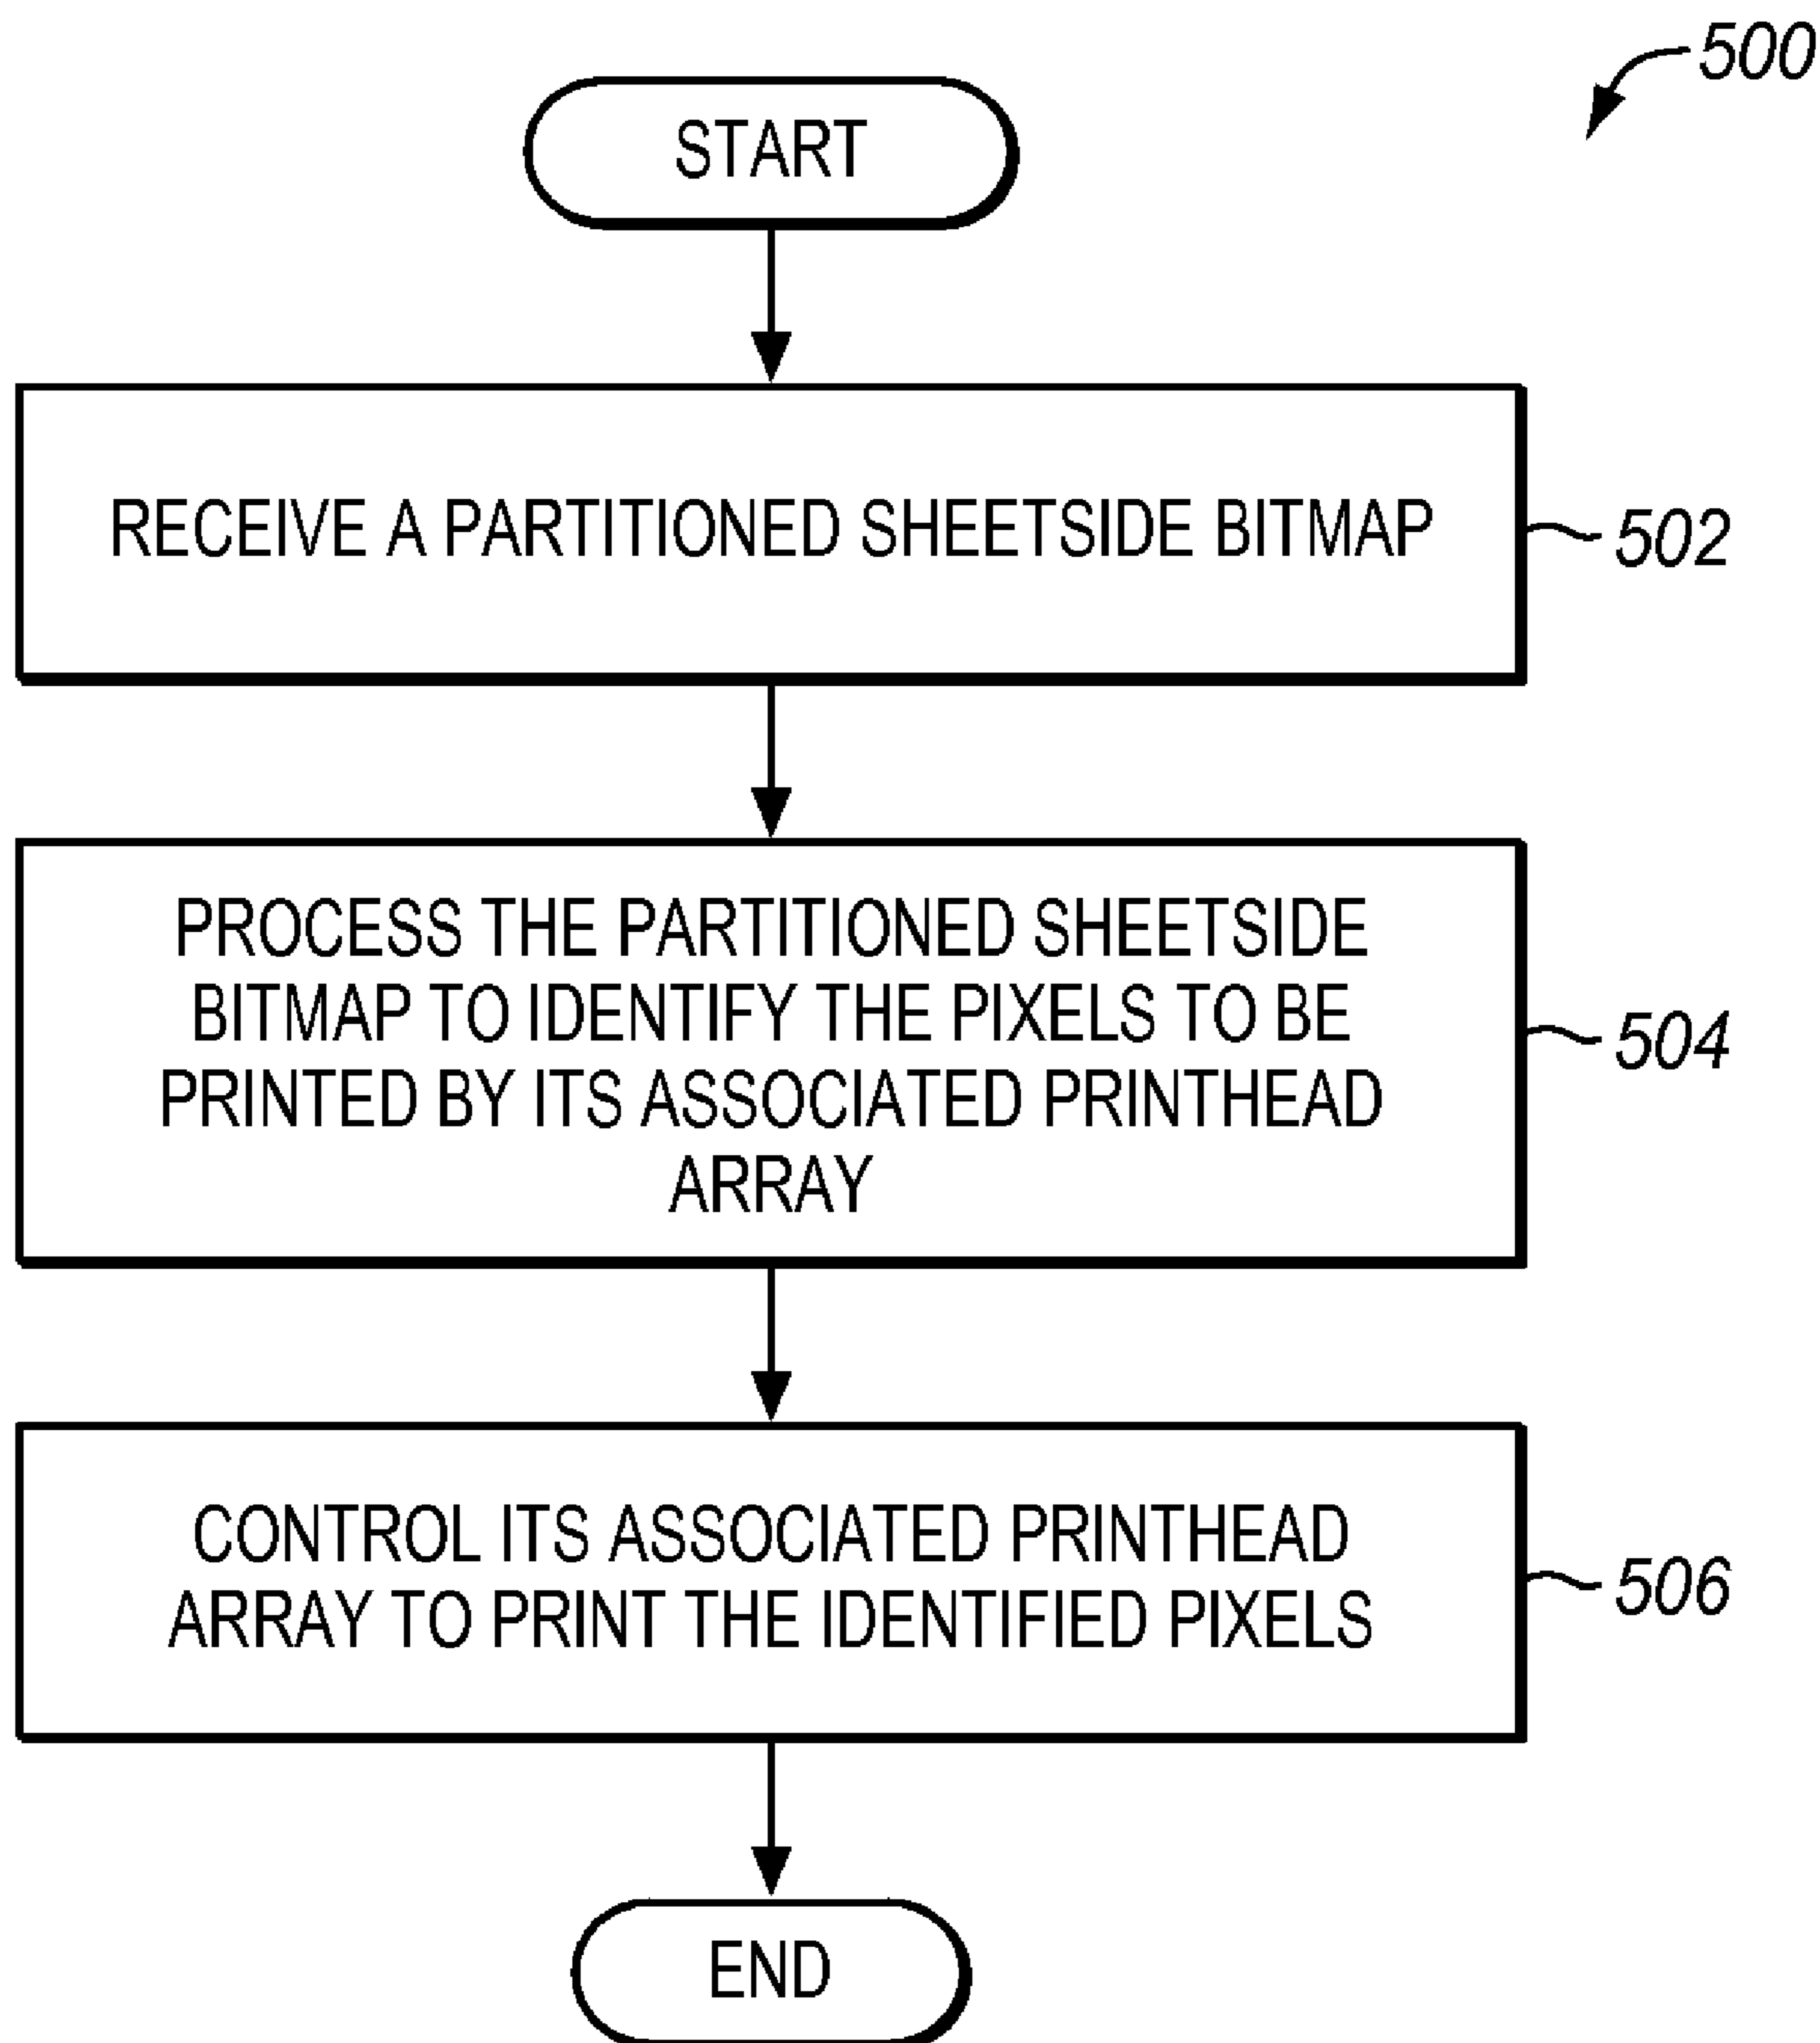 500
START
RECEIVE A PARTITIONED SHEETSIDE BITMAP
502
PROCESS THE PARTITIONED SHEETSIDE
BITMAP TO IDENTIFY THE PIXELS TO BE
PRINTED BY ITS ASSOCIATED PRINTHEAD
ARRAY
504
CONTROL ITS ASSOCIATED PRINTHEAD
ARRAY TO PRINT THE IDENTIFIED PIXELS
506
END